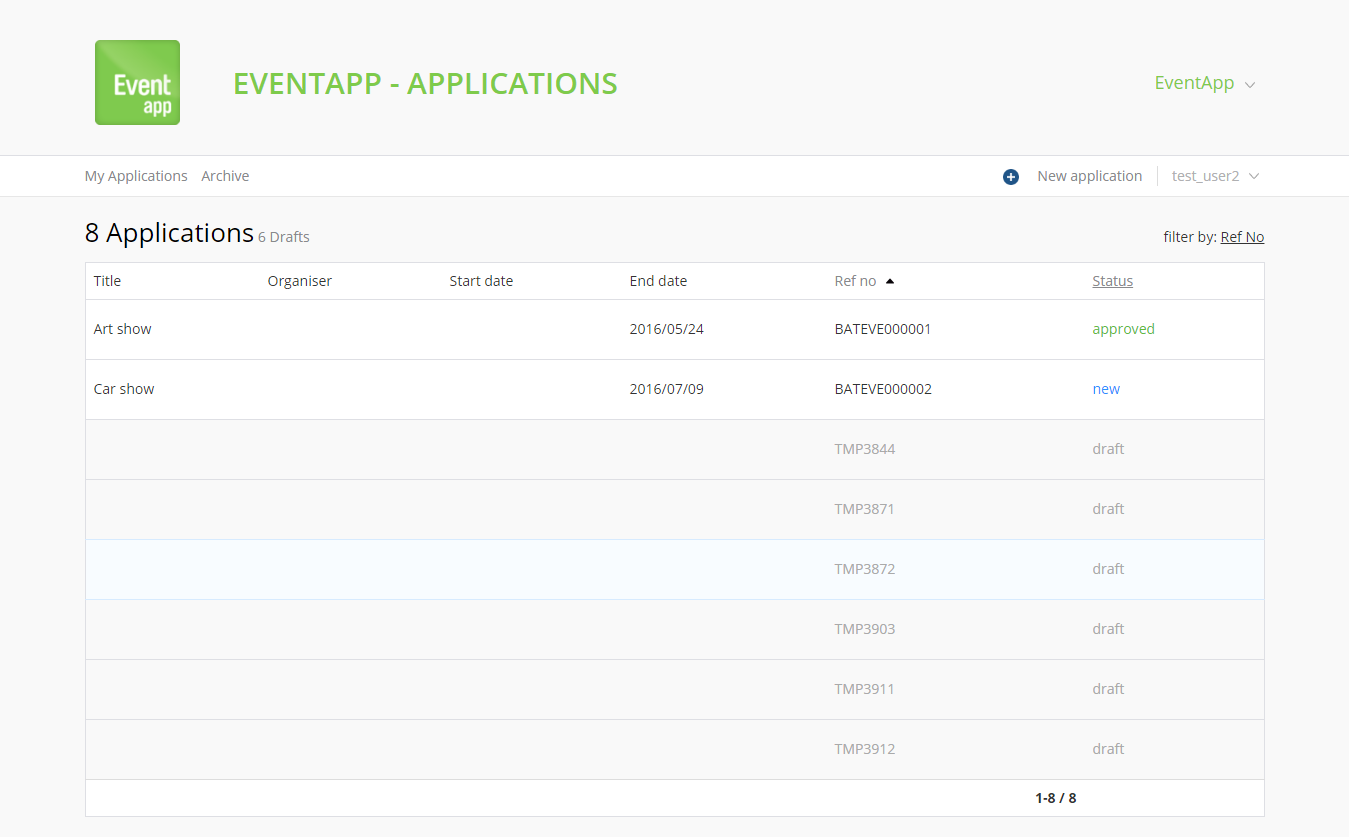 Event
app
EVENTAPP - APPLICATIONS
EventApp
My Applications Archive New application test_user2
8 Applications 6 Drafts filter by: Ref No
Title Organiser Start date End date Ref no Status
Art show 2016/05/24 BATEVE000001 approved
Car show 2016/07/09 BATEVE000002 new
TMP3844 draft
TMP3871 draft
TMP3872 draft
TMP3903 draft
TMP3911 draft
TMP3912 draft
1-8 / 8